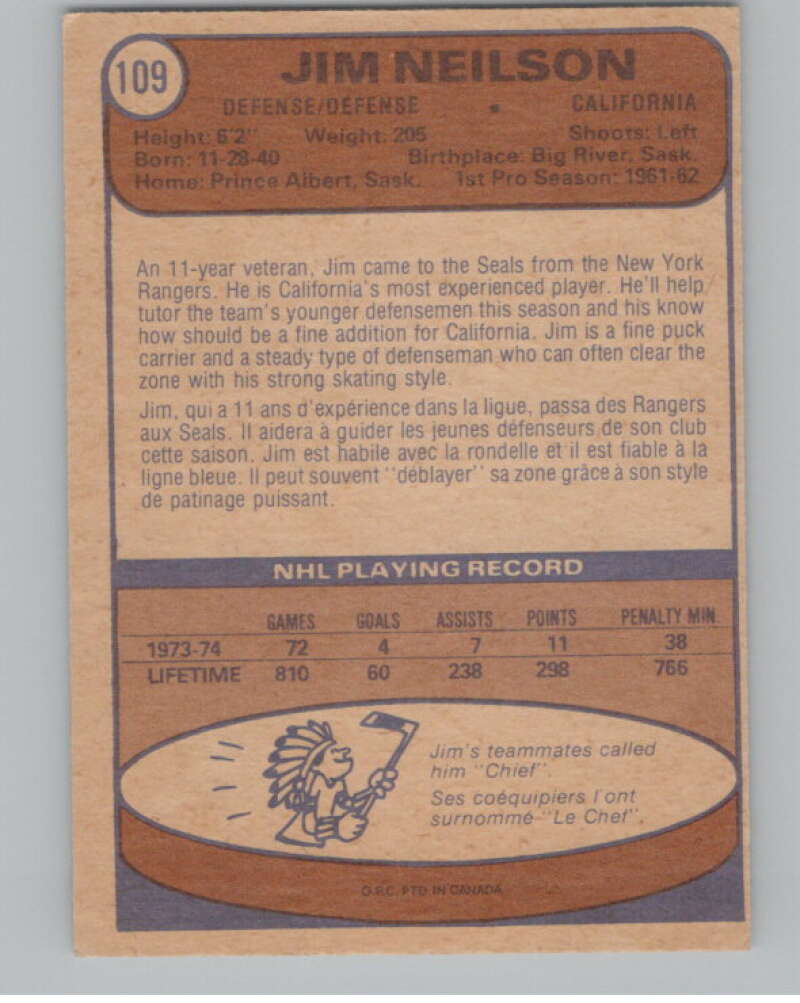 109
JIM NEILSON
DEFENSE/DÉFENSE • CALIFORNIA
Height: 6'2" Weight: 205 Shoots: Left
Born: 11-28-40 Birthplace: Big River, Sask.
Home: Prince Albert, Sask. 1st Pro Season: 1961-62
An 11-year veteran, Jim came to the Seals from the New York
Rangers. He is California's most experienced player. He'll help
tutor the team's younger defensemen this season and his know
how should be a fine addition for California. Jim is a fine puck
carrier and a steady type of defenseman who can often clear the
zone with his strong skating style.
Jim, qui a 11 ans d'expérience dans la ligue, passa des Rangers
aux Seals. Il aidera à guider les jeunes défenseurs de son club
cette saison. Jim est habile avec la rondelle et il est fiable à la
ligne bleue. Il peut souvent "déblayer" sa zone grâce à son style
de patinage puissant.
NHL PLAYING RECORD
GAMES GOALS ASSISTS POINTS PENALTY MIN.
1973-74 72 4 7 11 38
LIFETIME 810 60 238 298 766
Jim's teammates called
him "Chief".
Ses coéquipiers l'ont
surnommé "Le Chef".
O.P.C. PTD. IN CANADA